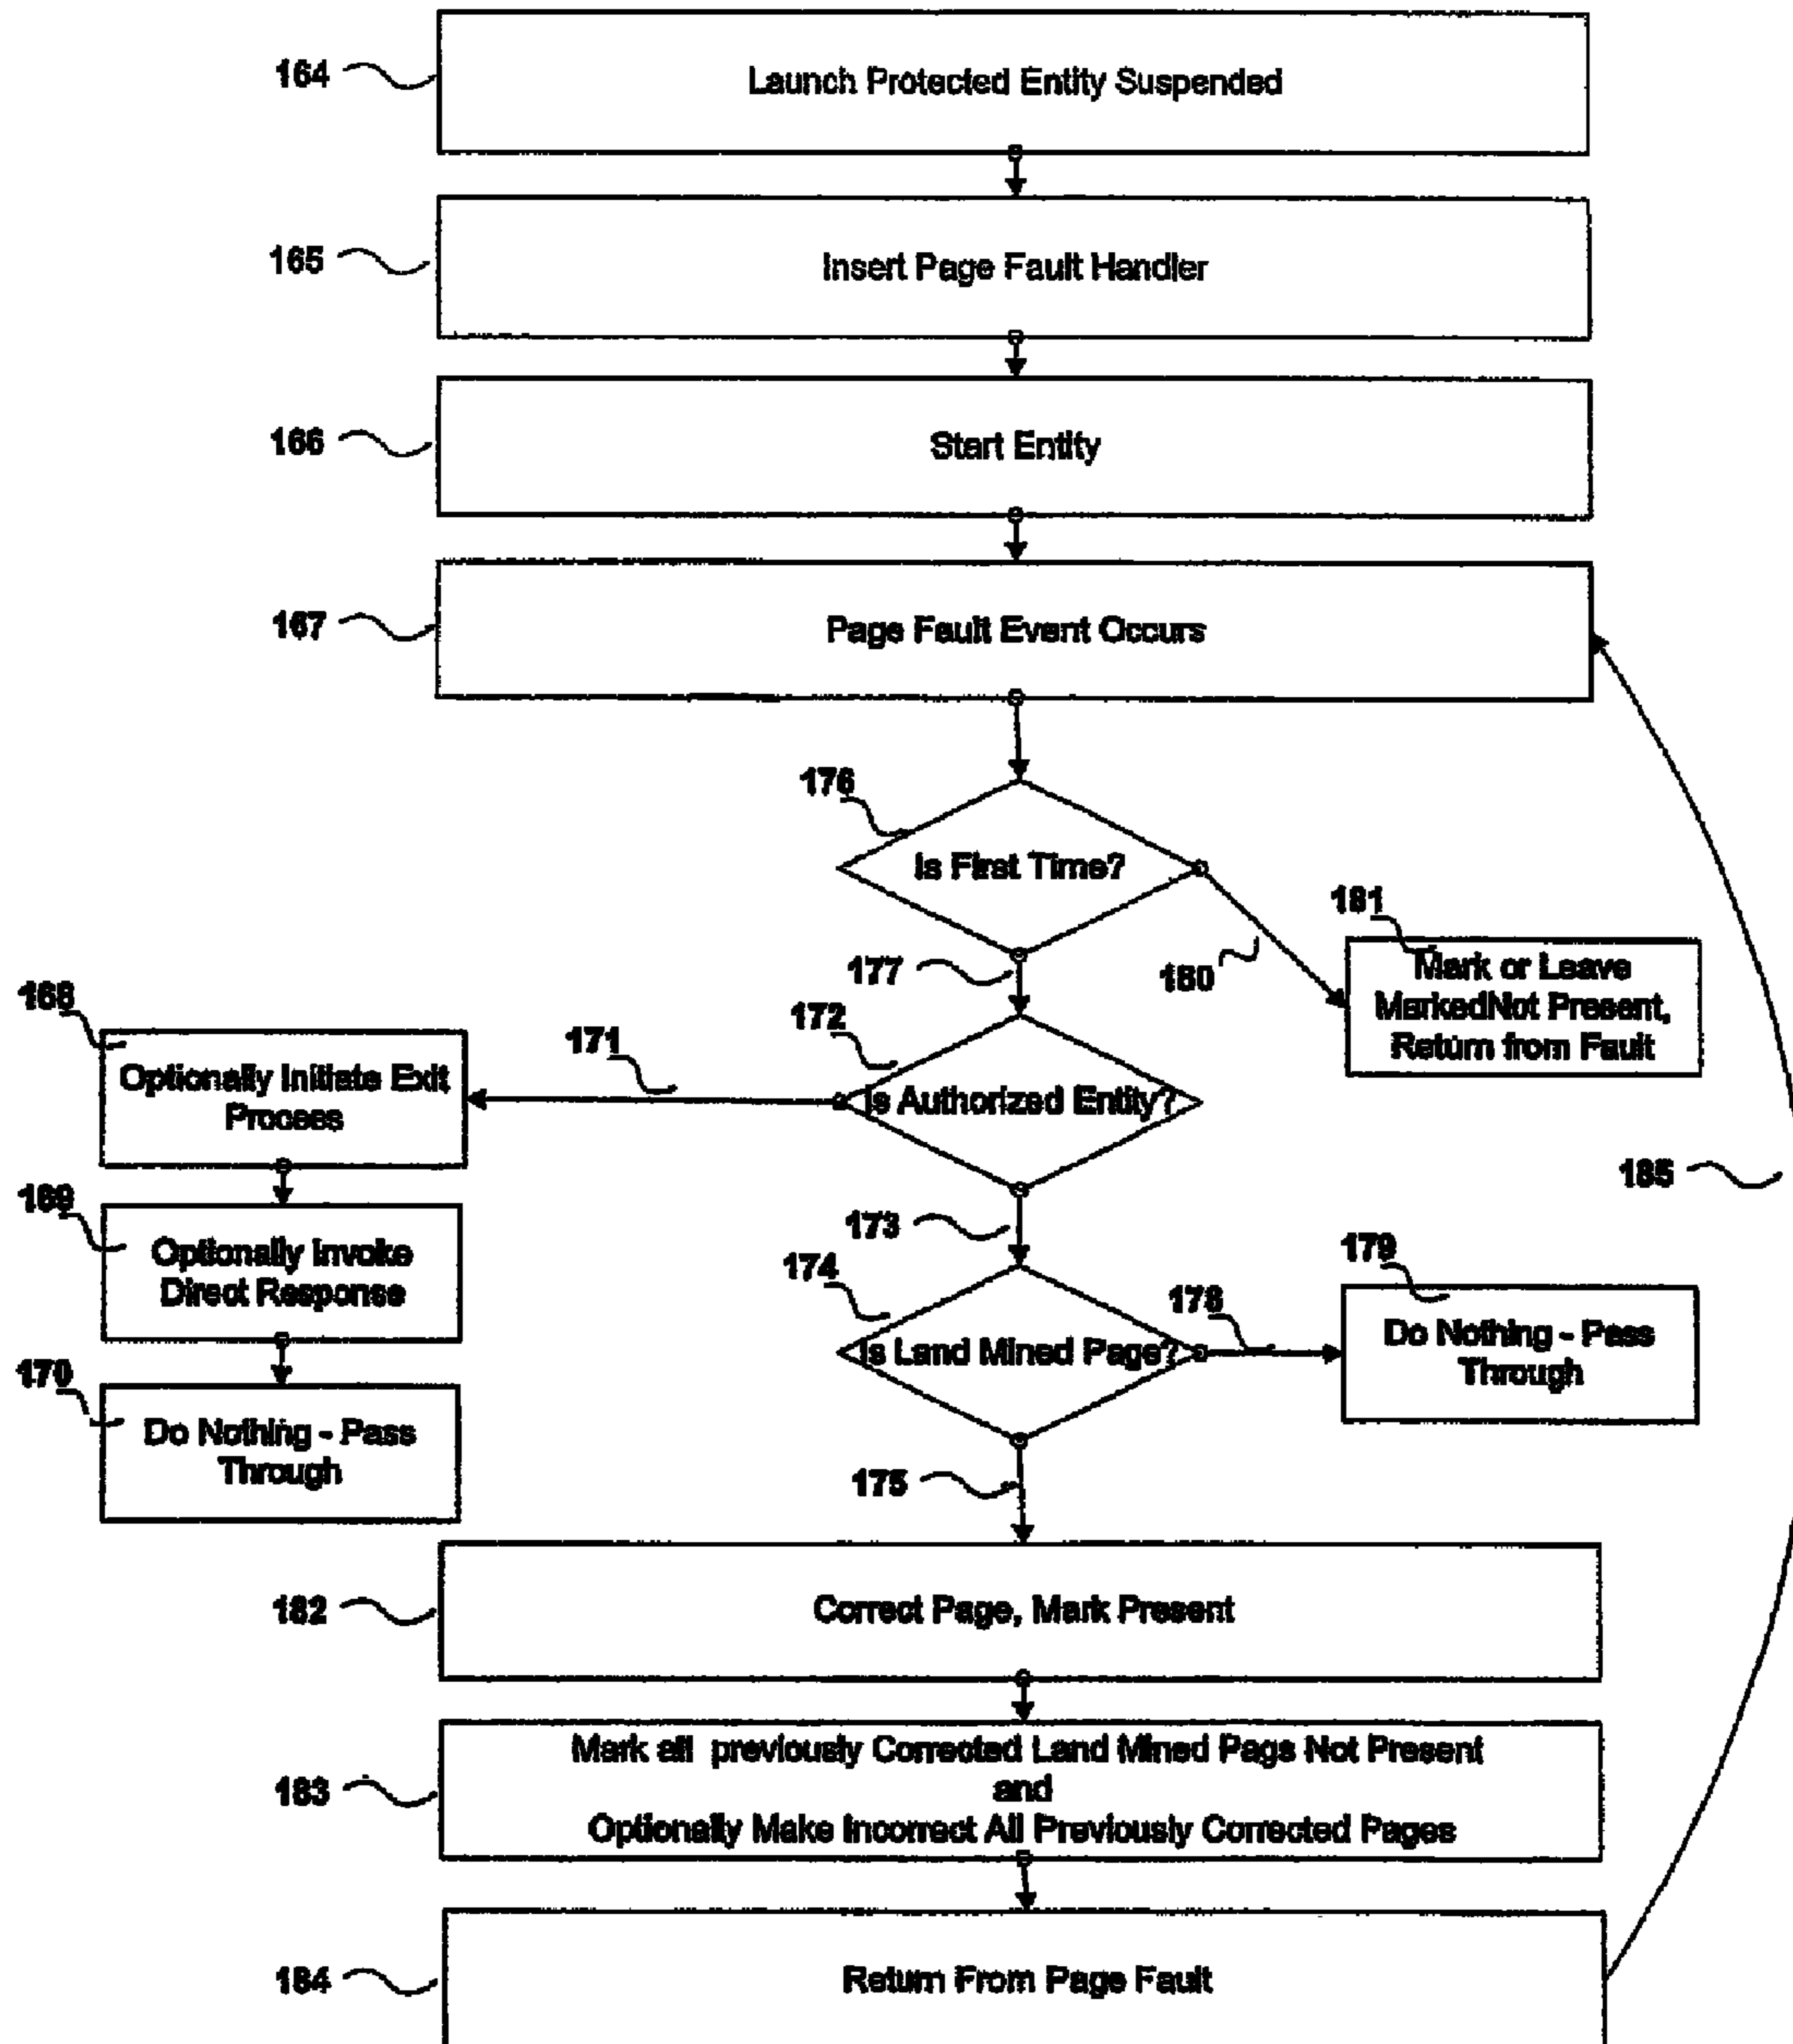 164
Launch Protected Entity Suspended
165
Insert Page Fault Handler
166
Start Entity
167
Page Fault Event Occurs
176
Is First Time?
177
180
181
Mark or Leave
MarkedNot Present,
Return from Fault
168
Optionally Initiate Exit
Process
171
172
Is Authorized Entity?
169
Optionally Invoke
Direct Response
173
185
174
Is Land Mined Page?
178
179
Do Nothing - Pass
Through
170
Do Nothing - Pass
Through
175
182
Correct Page, Mark Present
183
Mark all previously Corrected Land Mined Pags Not Present
and
Optionally Make Incorrect All Previously Corrected Pages
184
Return From Page Fault